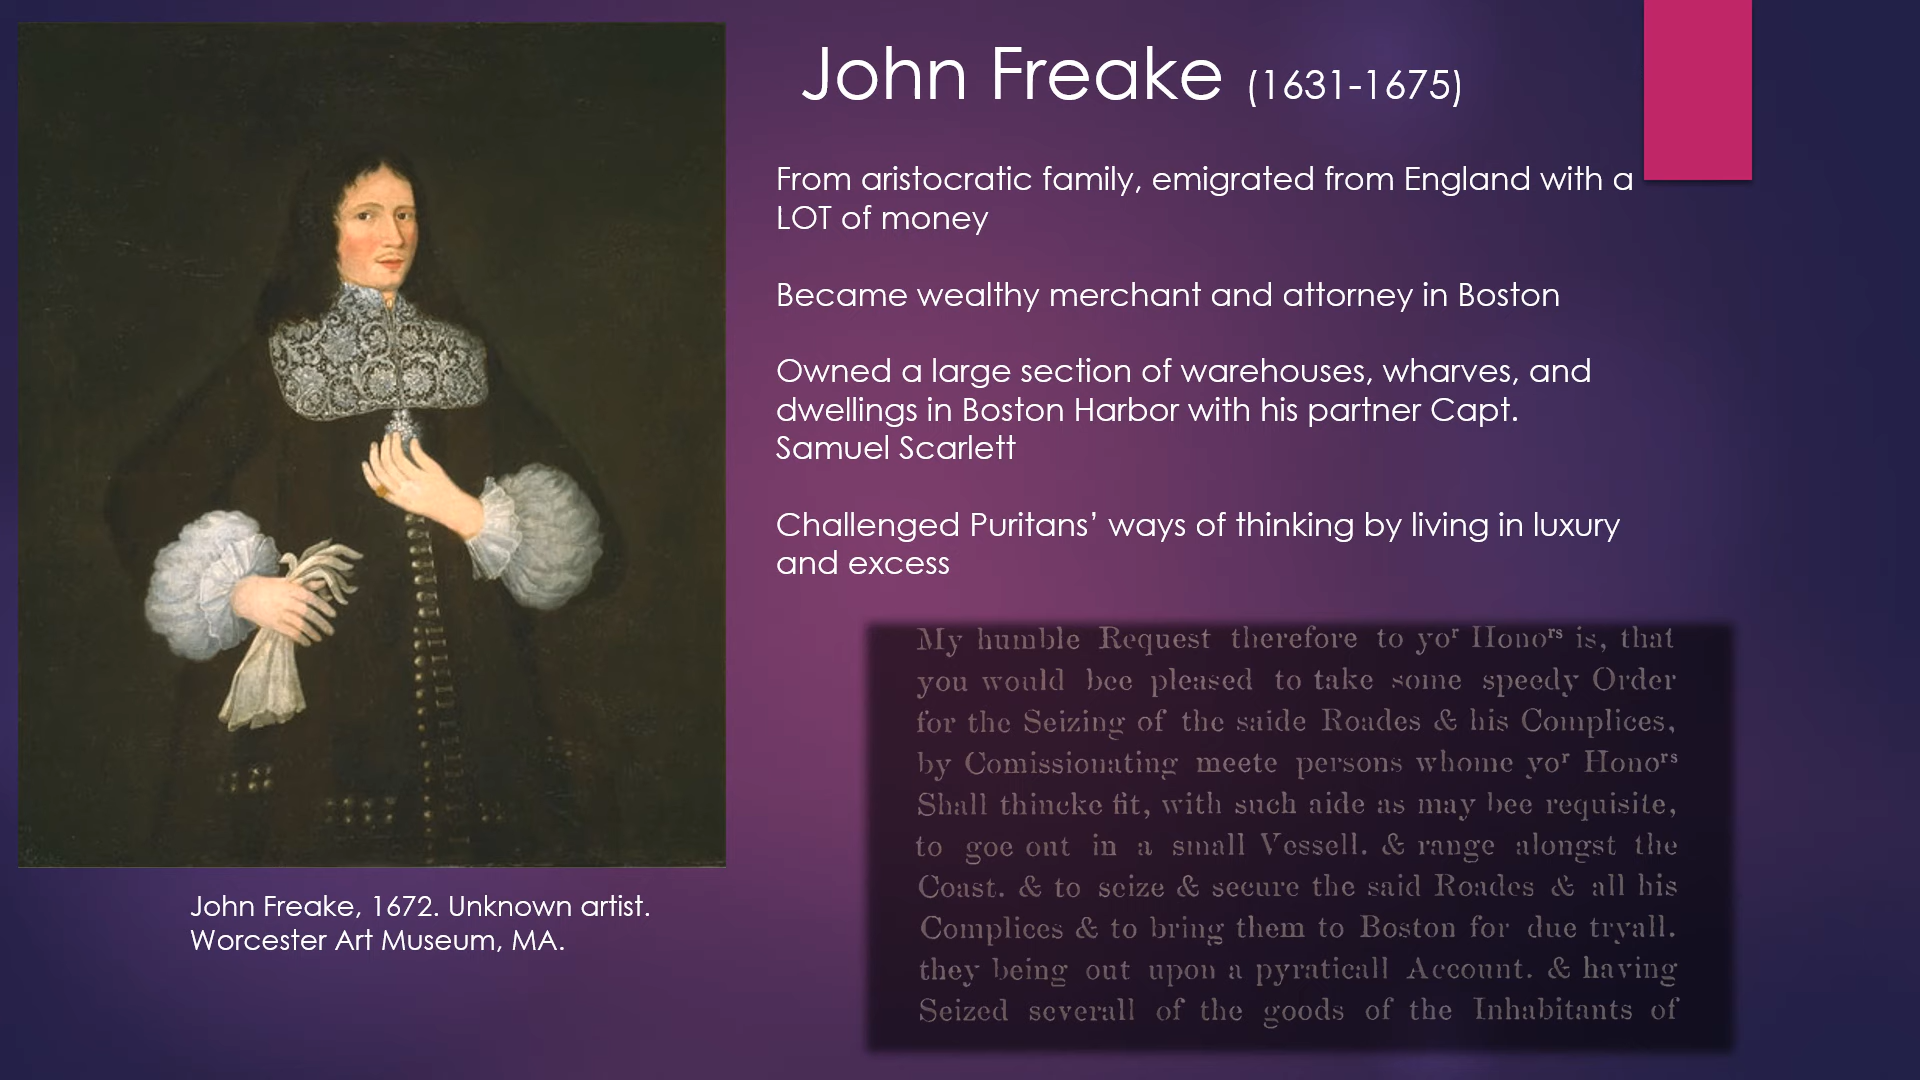 John Freake (1631-1675)
From aristocratic family, emigrated from England with a
LOT of money
Became wealthy merchant and attorney in Boston
Owned a large section of warehouses, wharves, and
dwellings in Boston Harbor with his partner Capt.
Samuel Scarlett
Challenged Puritans’ ways of thinking by living in luxury
and excess
My humble Request therefore to yoʳ Honoʳˢ is, that
you would bee pleased to take some speedy Order
for the Seizing of the saide Roades & his Complices,
by Comissionating meete persons whome yoʳ Honoʳˢ
Shall thincke fit, with such aide as may bee requisite,
to goe out in a small Vessell. & range alongst the
Coast. & to seize & secure the said Roades & all his
Complices & to bring them to Boston for due tryall.
they being out upon a pyraticall Account. & having
Seized severall of the goods of the Inhabitants of
John Freake, 1672. Unknown artist.
Worcester Art Museum, MA.